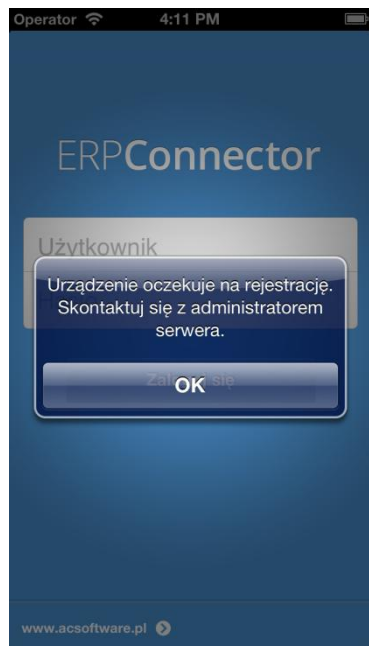 Operator 4:11 PM
ERPConnector
Użytkownik
Urządzenie oczekuje na rejestrację.
Skontaktuj się z administratorem
serwera.
OK
www.acsoftware.pl